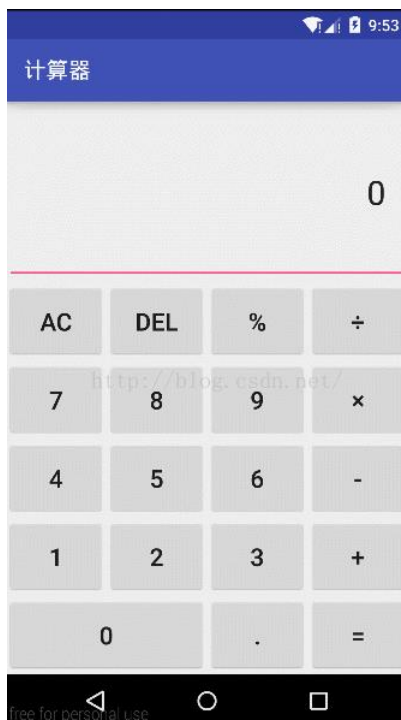 9:53
计算器
0
AC DEL % ÷
http://blog.csdn.net/
7 8 9 ×
4 5 6 -
1 2 3 +
0 . =
free for personal use